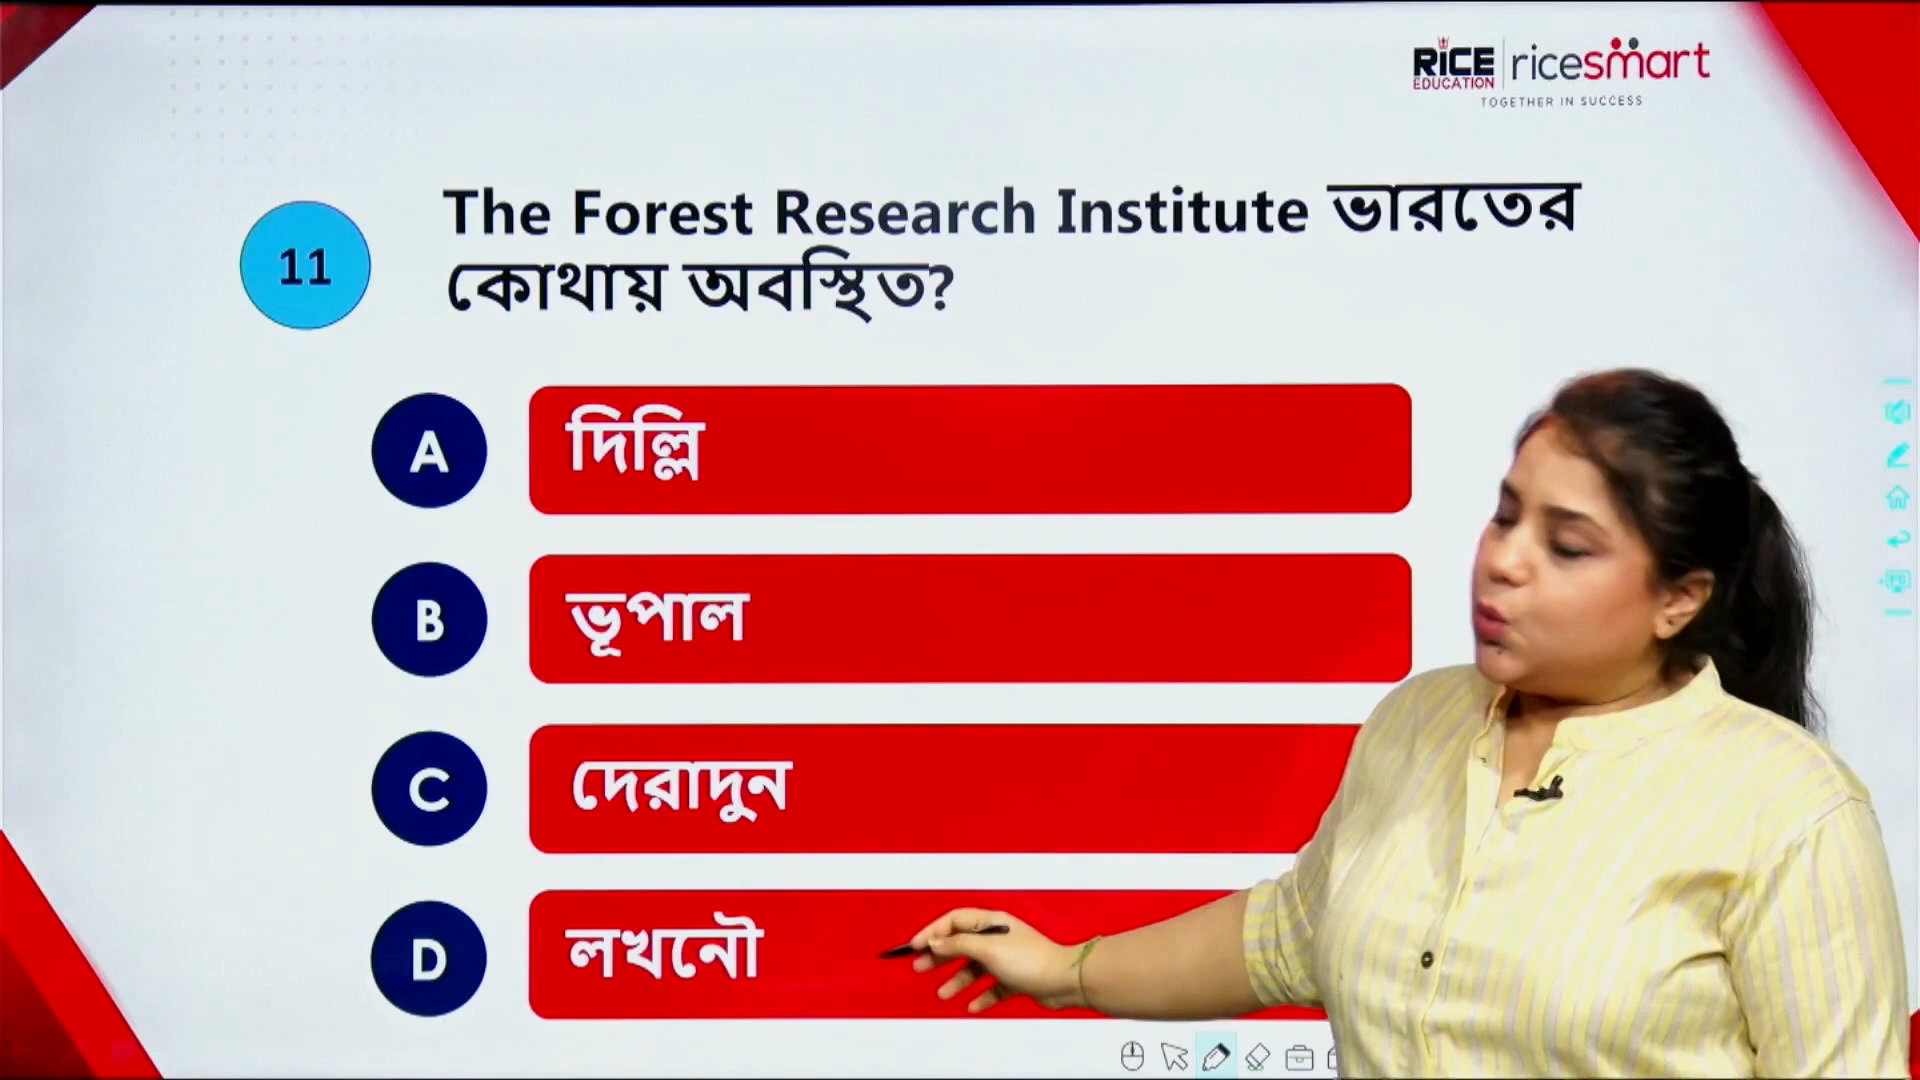 RICE EDUCATION ricesmart
TOGETHER IN SUCCESS
11
The Forest Research Institute ভারতের
কোথায় অবস্থিত?
A দিল্লি
B ভূপাল
C দেরাদুন
D লখনৌ